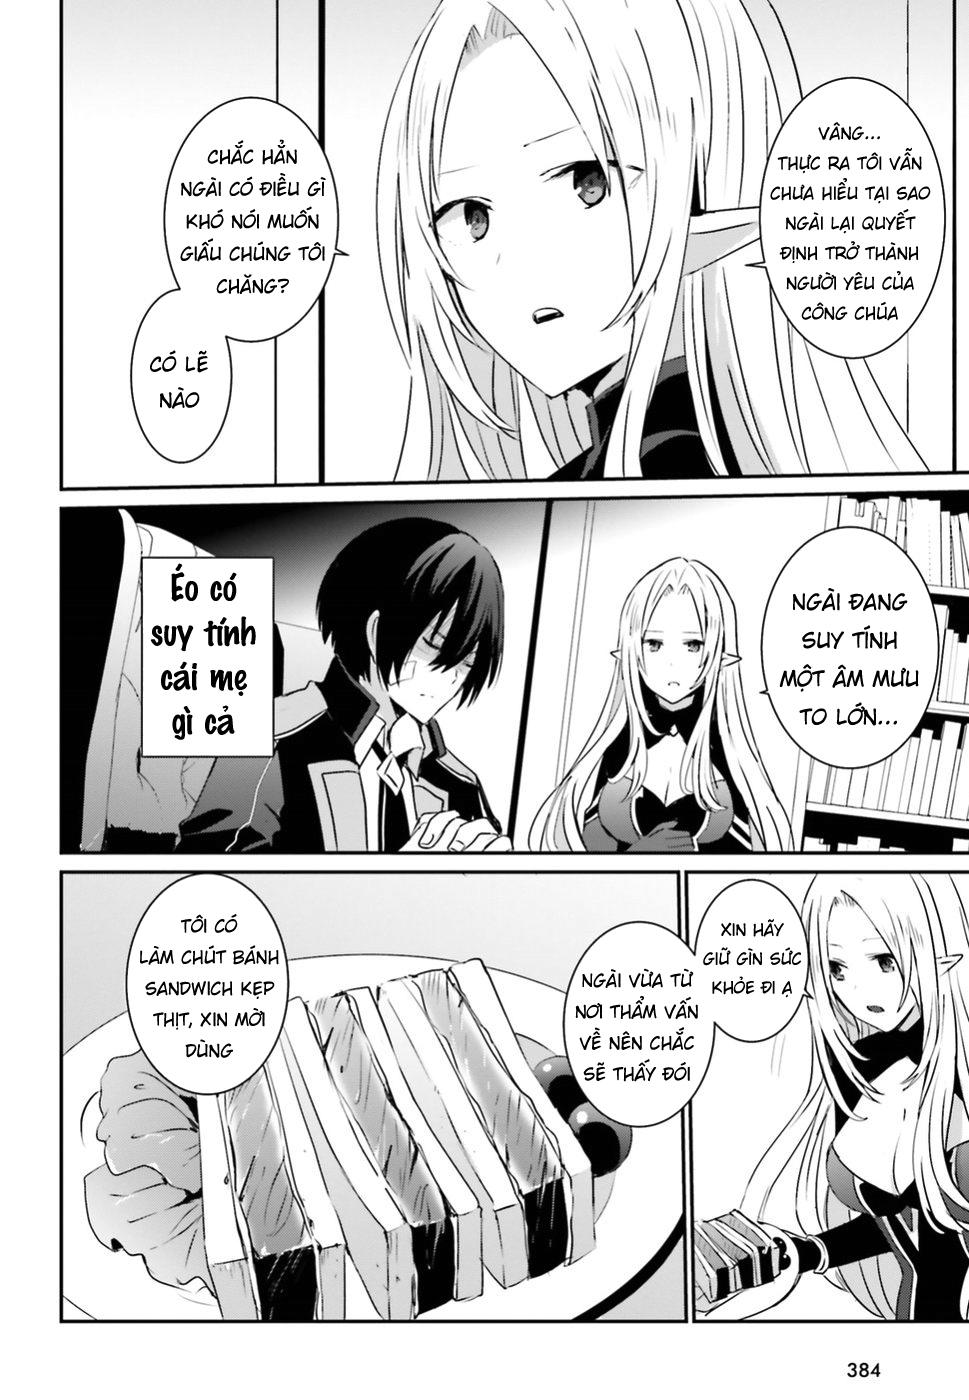 VÂNG...
THỰC RA TÔI VẪN
CHƯA HIỂU TẠI SAO
NGÀI LẠI QUYẾT
ĐỊNH TRỞ THÀNH
NGƯỜI YÊU CỦA
CÔNG CHÚA
CHẮC HẲN
NGÀI CÓ ĐIỀU GÌ
KHÓ NÓI MUỐN
GIẤU CHÚNG TÔI
CHĂNG?
CÓ LẼ
NÀO
NGÀI ĐANG
SUY TÍNH
MỘT ÂM MƯU
TO LỚN...
Éo có
suy tính
cái mẹ
gì cả
XIN HÃY
GIỮ GÌN SỨC
KHỎE ĐI Ạ
NGÀI VỪA TỪ
NƠI THẨM VẤN
VỀ NÊN CHẮC
SẼ THẤY ĐÓI
TÔI CÓ
LÀM CHÚT BÁNH
SANDWICH KẸP
THỊT, XIN MỜI
DÙNG
384